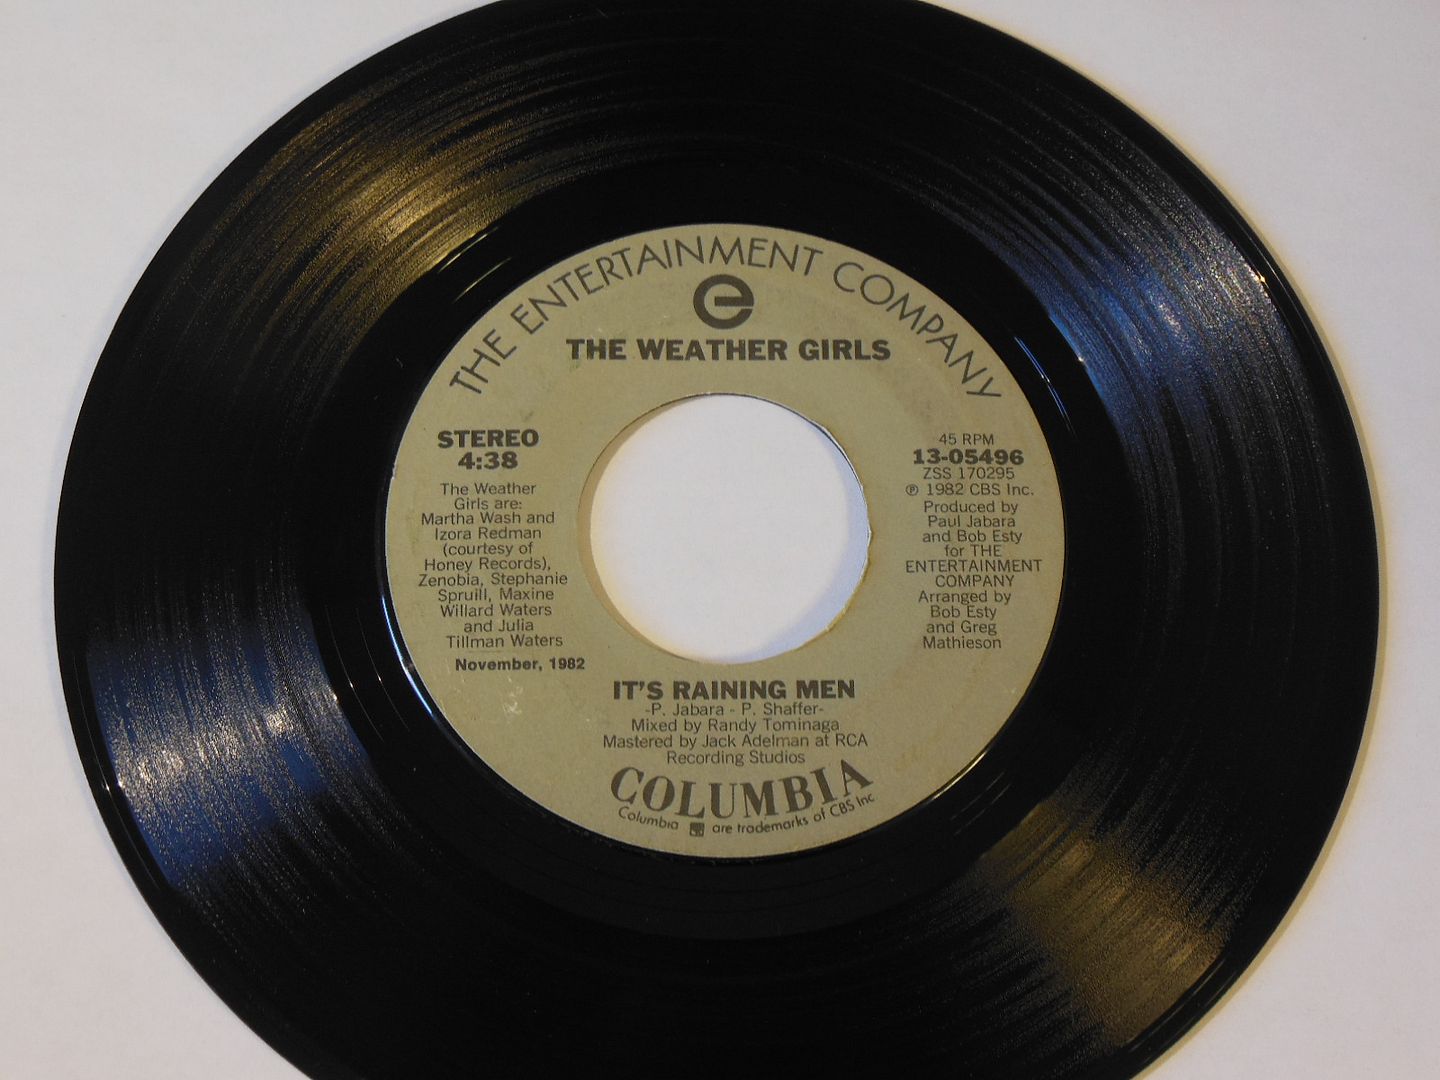 THE ENTERTAINMENT COMPANY
e
THE WEATHER GIRLS
STEREO
4:38
The Weather
Girls are:
Martha Wash and
Izora Redman
(courtesy of
Honey Records),
Zenobia, Stephanie
Spruill, Maxine
Willard Waters
and Julia
Tillman Waters
November, 1982
45 RPM
13-05496
ZSS 170295
℗ 1982 CBS Inc.
Produced by
Paul Jabara
and Bob Esty
for THE
ENTERTAINMENT
COMPANY
Arranged by
Bob Esty
and Greg
Mathieson
IT'S RAINING MEN
-P. Jabara - P. Shaffer-
Mixed by Randy Tominaga
Mastered by Jack Adelman at RCA
Recording Studios
COLUMBIA
Columbia are trademarks of CBS Inc